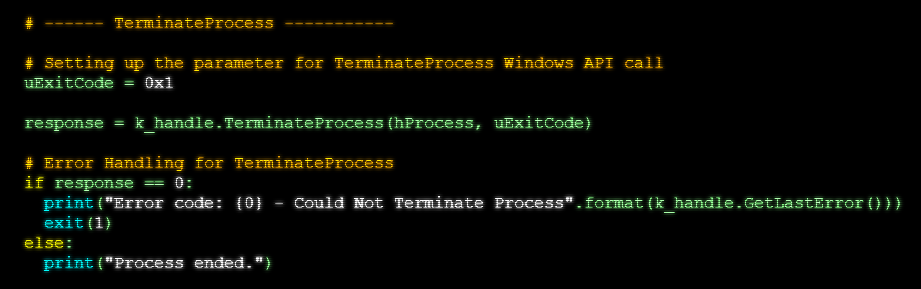 # ------ TerminateProcess -----------
# Setting up the parameter for TerminateProcess Windows API call
uExitCode = 0x1
response = k_handle.TerminateProcess(hProcess, uExitCode)
# Error Handling for TerminateProcess
if response == 0:
print("Error code: {0} - Could Not Terminate Process".format(k_handle.GetLastError()))
exit(1)
else:
print("Process ended.")